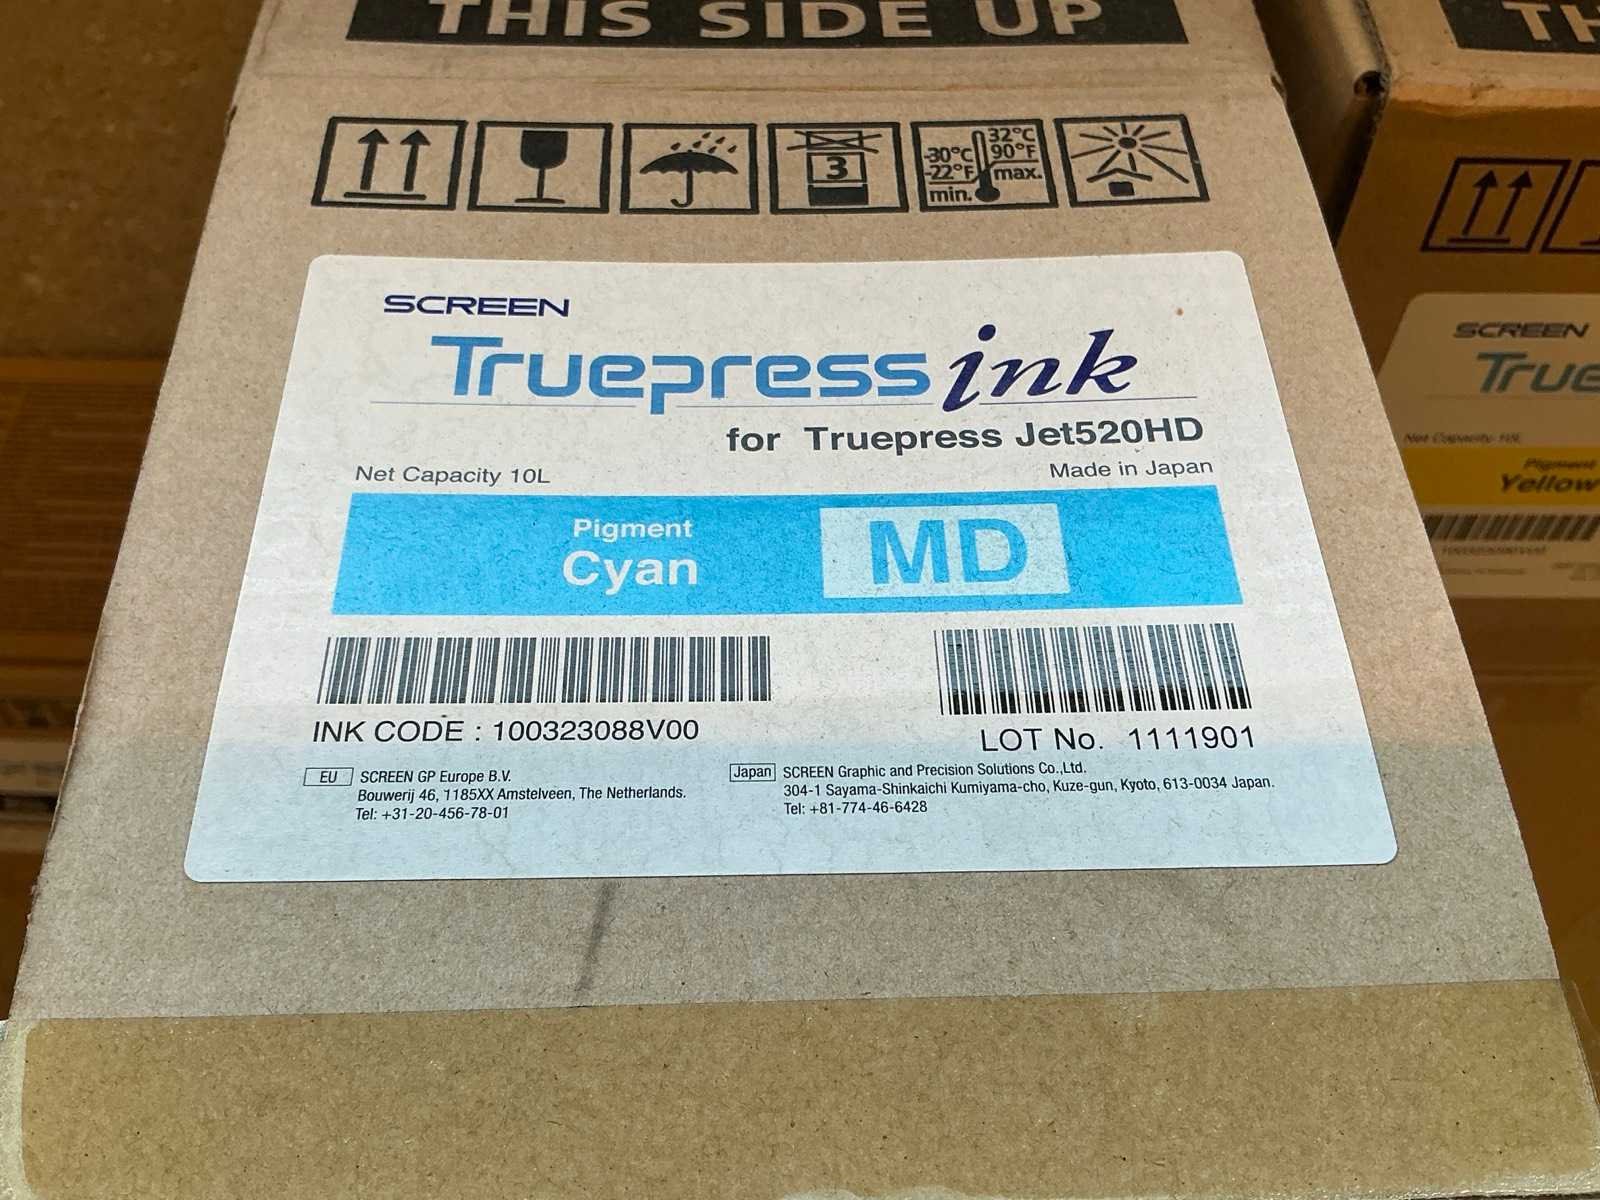 THIS SIDE UP
3
-30°C
-22°F
min.
32°C
90°F
max.
SCREEN
Truepress ink
for Truepress Jet520HD
Net Capacity 10L
Made in Japan
Pigment
Cyan
MD
INK CODE : 100323088V00
LOT No. 1111901
EU SCREEN GP Europe B.V.
Bouwerij 46, 1185XX Amstelveen, The Netherlands.
Tel: +31-20-456-78-01
Japan SCREEN Graphic and Precision Solutions Co.,Ltd.
304-1 Sayama-Shinkaichi Kumiyama-cho, Kuze-gun, Kyoto, 613-0034 Japan.
Tel: +81-774-46-6428
TH
SCREEN
True
Net Capacity 10L
Pigment
Yellow